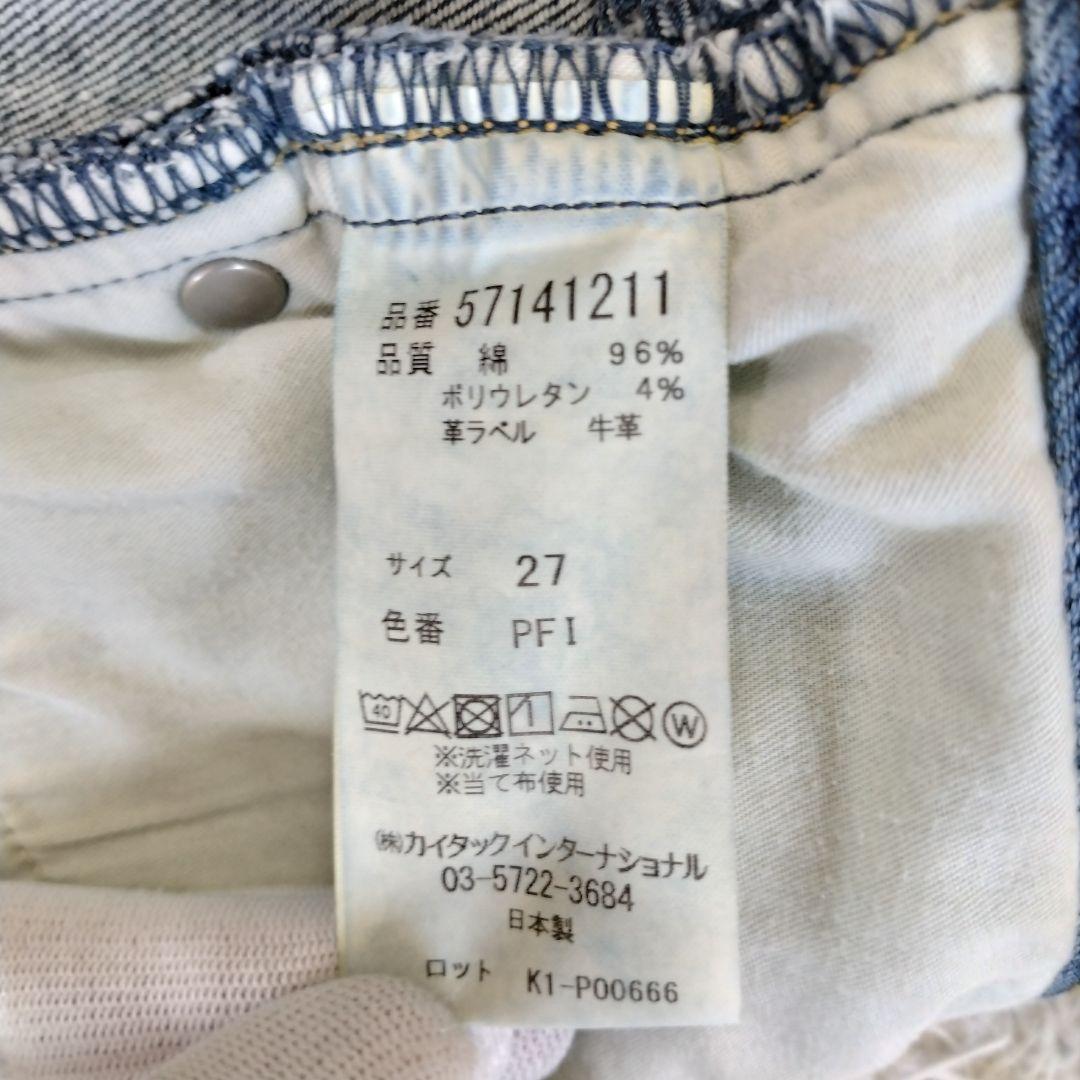 品番 57141211
品質 綿 96%
ポリウレタン 4%
革ラベル 牛革
サイズ 27
色番 PFI
40 W
※洗濯ネット使用
※当て布使用
㈱カイタックインターナショナル
03-5722-3684
日本製
ロット K1-P00666